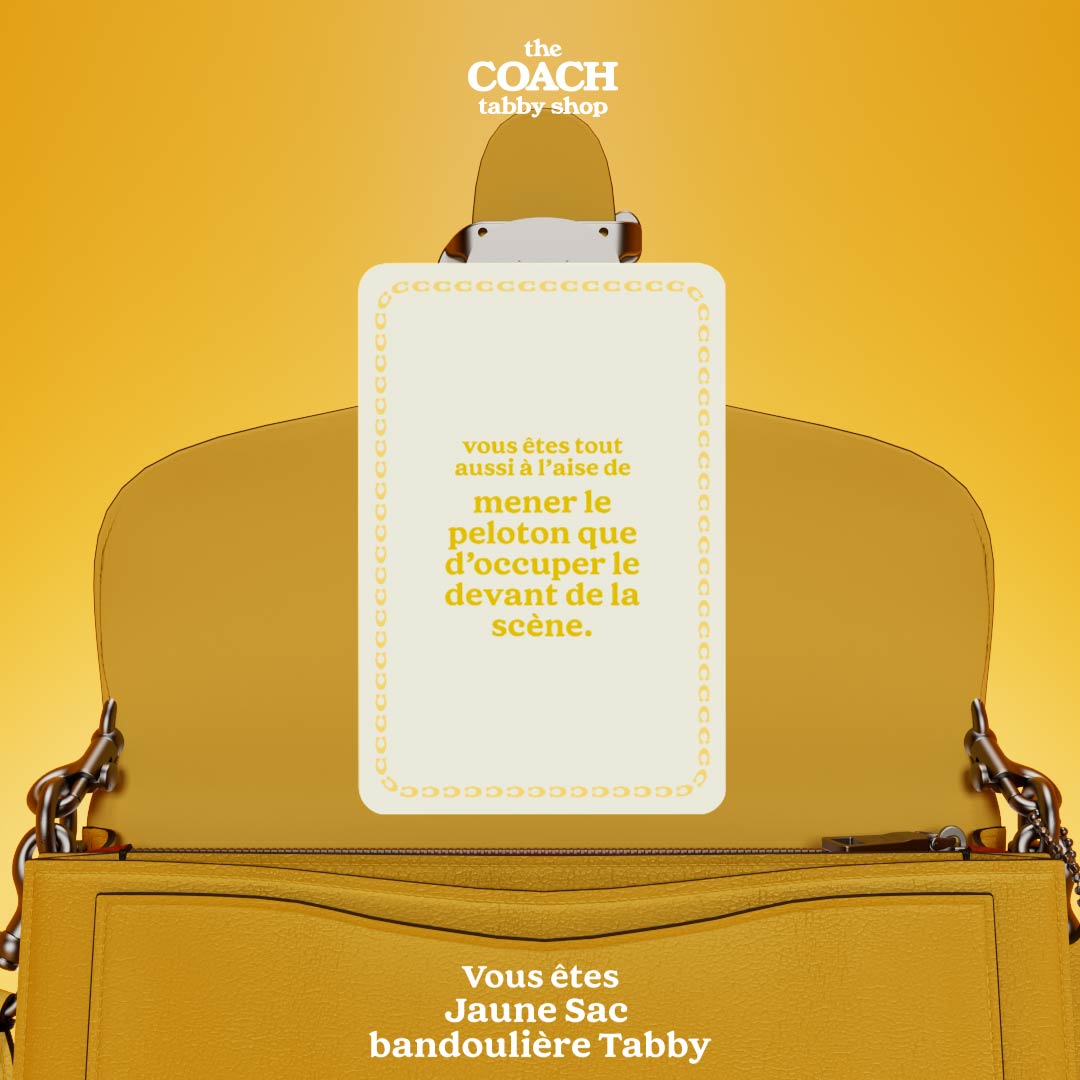 the
COACH
tabby shop
vous êtes tout
aussi à l’aise de
mener le
peloton que
d’occuper le
devant de la
scène.
Vous êtes
Jaune Sac
bandoulière Tabby